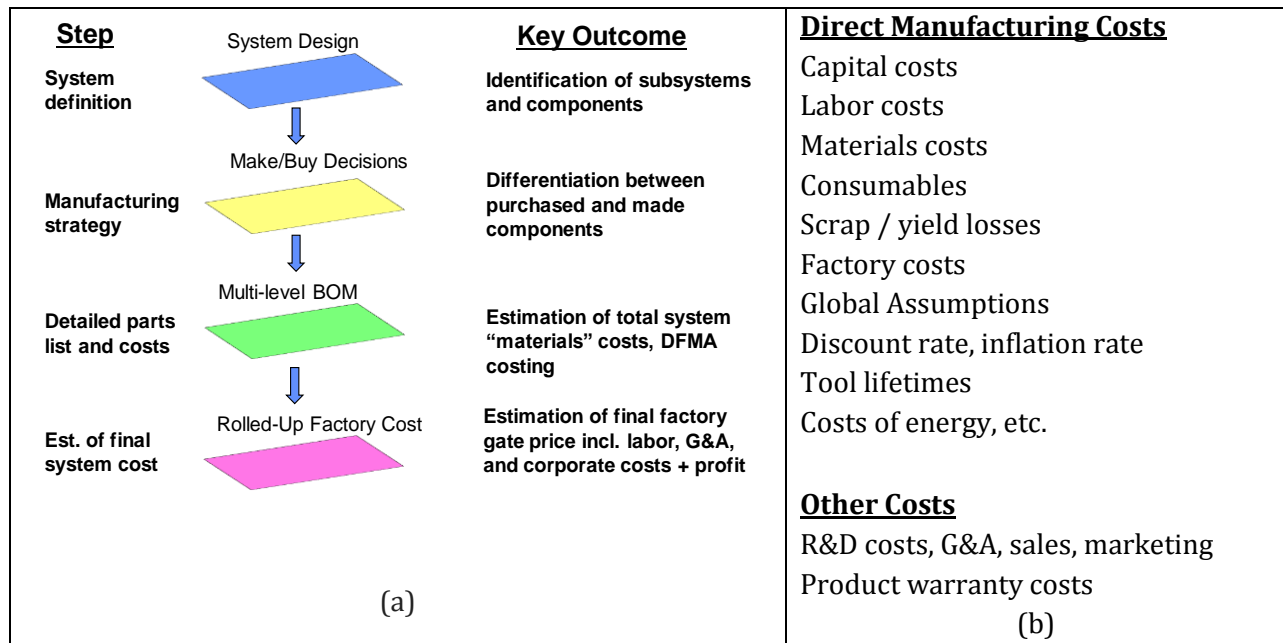 Step
System Design
Key Outcome
System
definition
Identification of subsystems
and components
Make/Buy Decisions
Manufacturing
strategy
Differentiation between
purchased and made
components
Multi-level BOM
Detailed parts
list and costs
Estimation of total system
“materials” costs, DFMA
costing
Rolled-Up Factory Cost
Est. of final
system cost
Estimation of final factory
gate price incl. labor, G&A,
and corporate costs + profit
(a)
Direct Manufacturing Costs
Capital costs
Labor costs
Materials costs
Consumables
Scrap / yield losses
Factory costs
Global Assumptions
Discount rate, inflation rate
Tool lifetimes
Costs of energy, etc.
Other Costs
R&D costs, G&A, sales, marketing
Product warranty costs
(b)